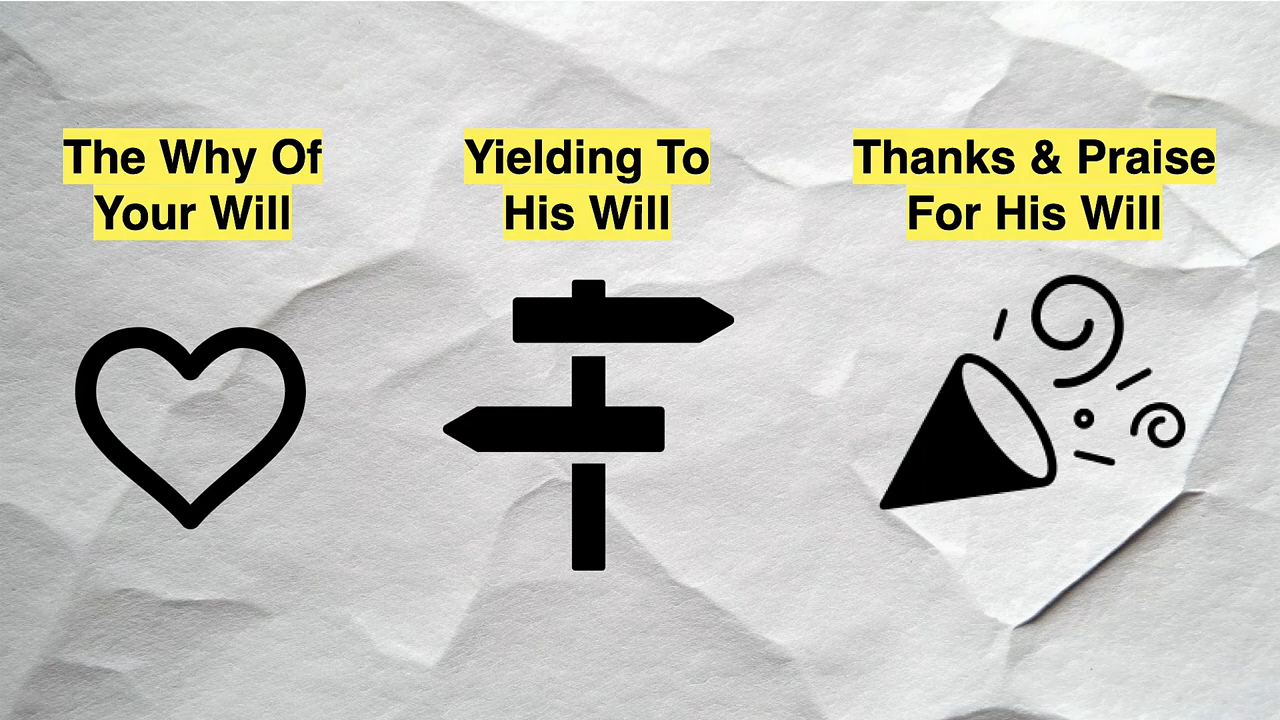 The Why Of
Your Will
Yielding To
His Will
Thanks & Praise
For His Will